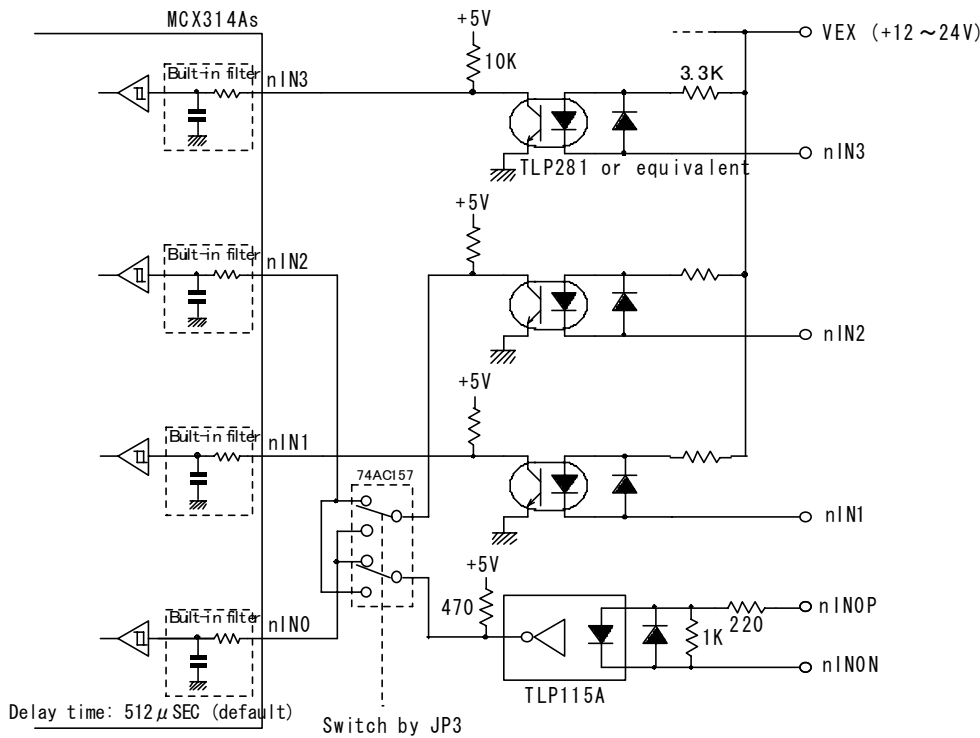 MCX314As
+5V
VEX (+12～24V)
Built-in filter
nIN3
10K
3.3K
nIN3
TLP281 or equivalent
+5V
Built-in filter
nIN2
nIN2
+5V
Built-in filter
nIN1
74AC157
nIN1
+5V
Built-in filter
nIN0
470
nIN0P
220
1K
nIN0N
TLP115A
Delay time: 512μSEC (default)
Switch by JP3